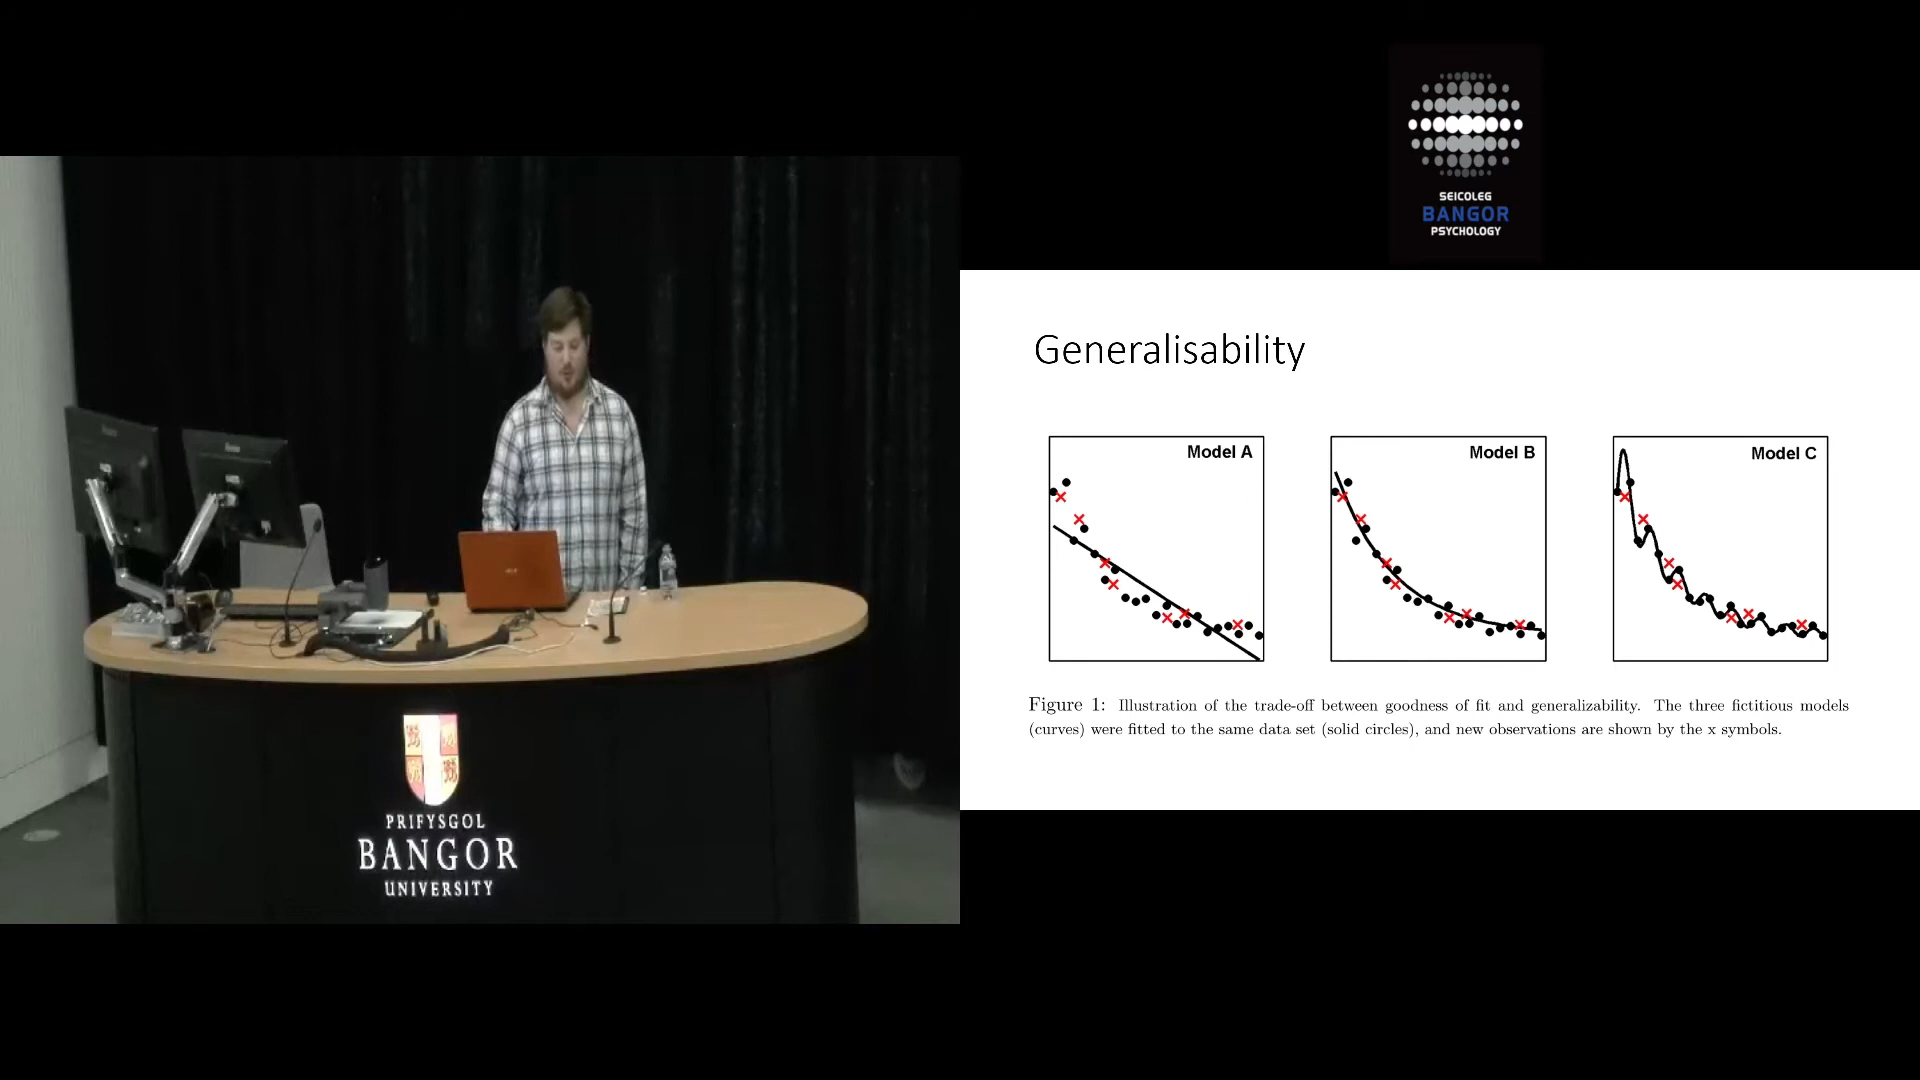 SEICOLEG
BANGOR
PSYCHOLOGY
Generalisability
Model A
Model B
Model C
Figure 1: Illustration of the trade-off between goodness of fit and generalizability. The three fictitious models
(curves) were fitted to the same data set (solid circles), and new observations are shown by the x symbols.
acer
PRIFYSGOL
BANGOR
UNIVERSITY